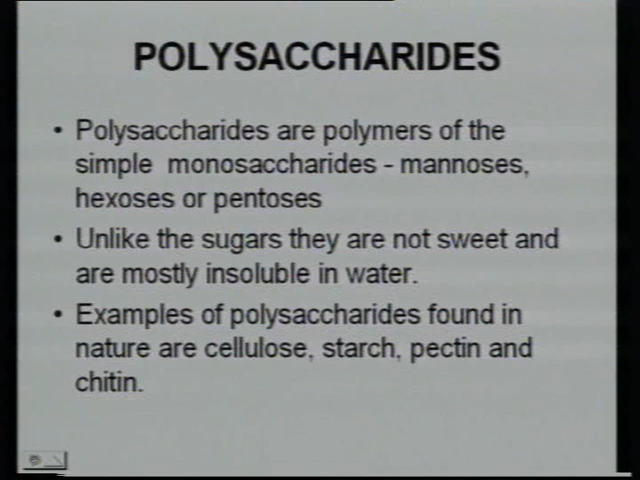 POLYSACCHARIDES
• Polysaccharides are polymers of the
simple monosaccharides - mannoses,
hexoses or pentoses
• Unlike the sugars they are not sweet and
are mostly insoluble in water.
• Examples of polysaccharides found in
nature are cellulose, starch, pectin and
chitin.